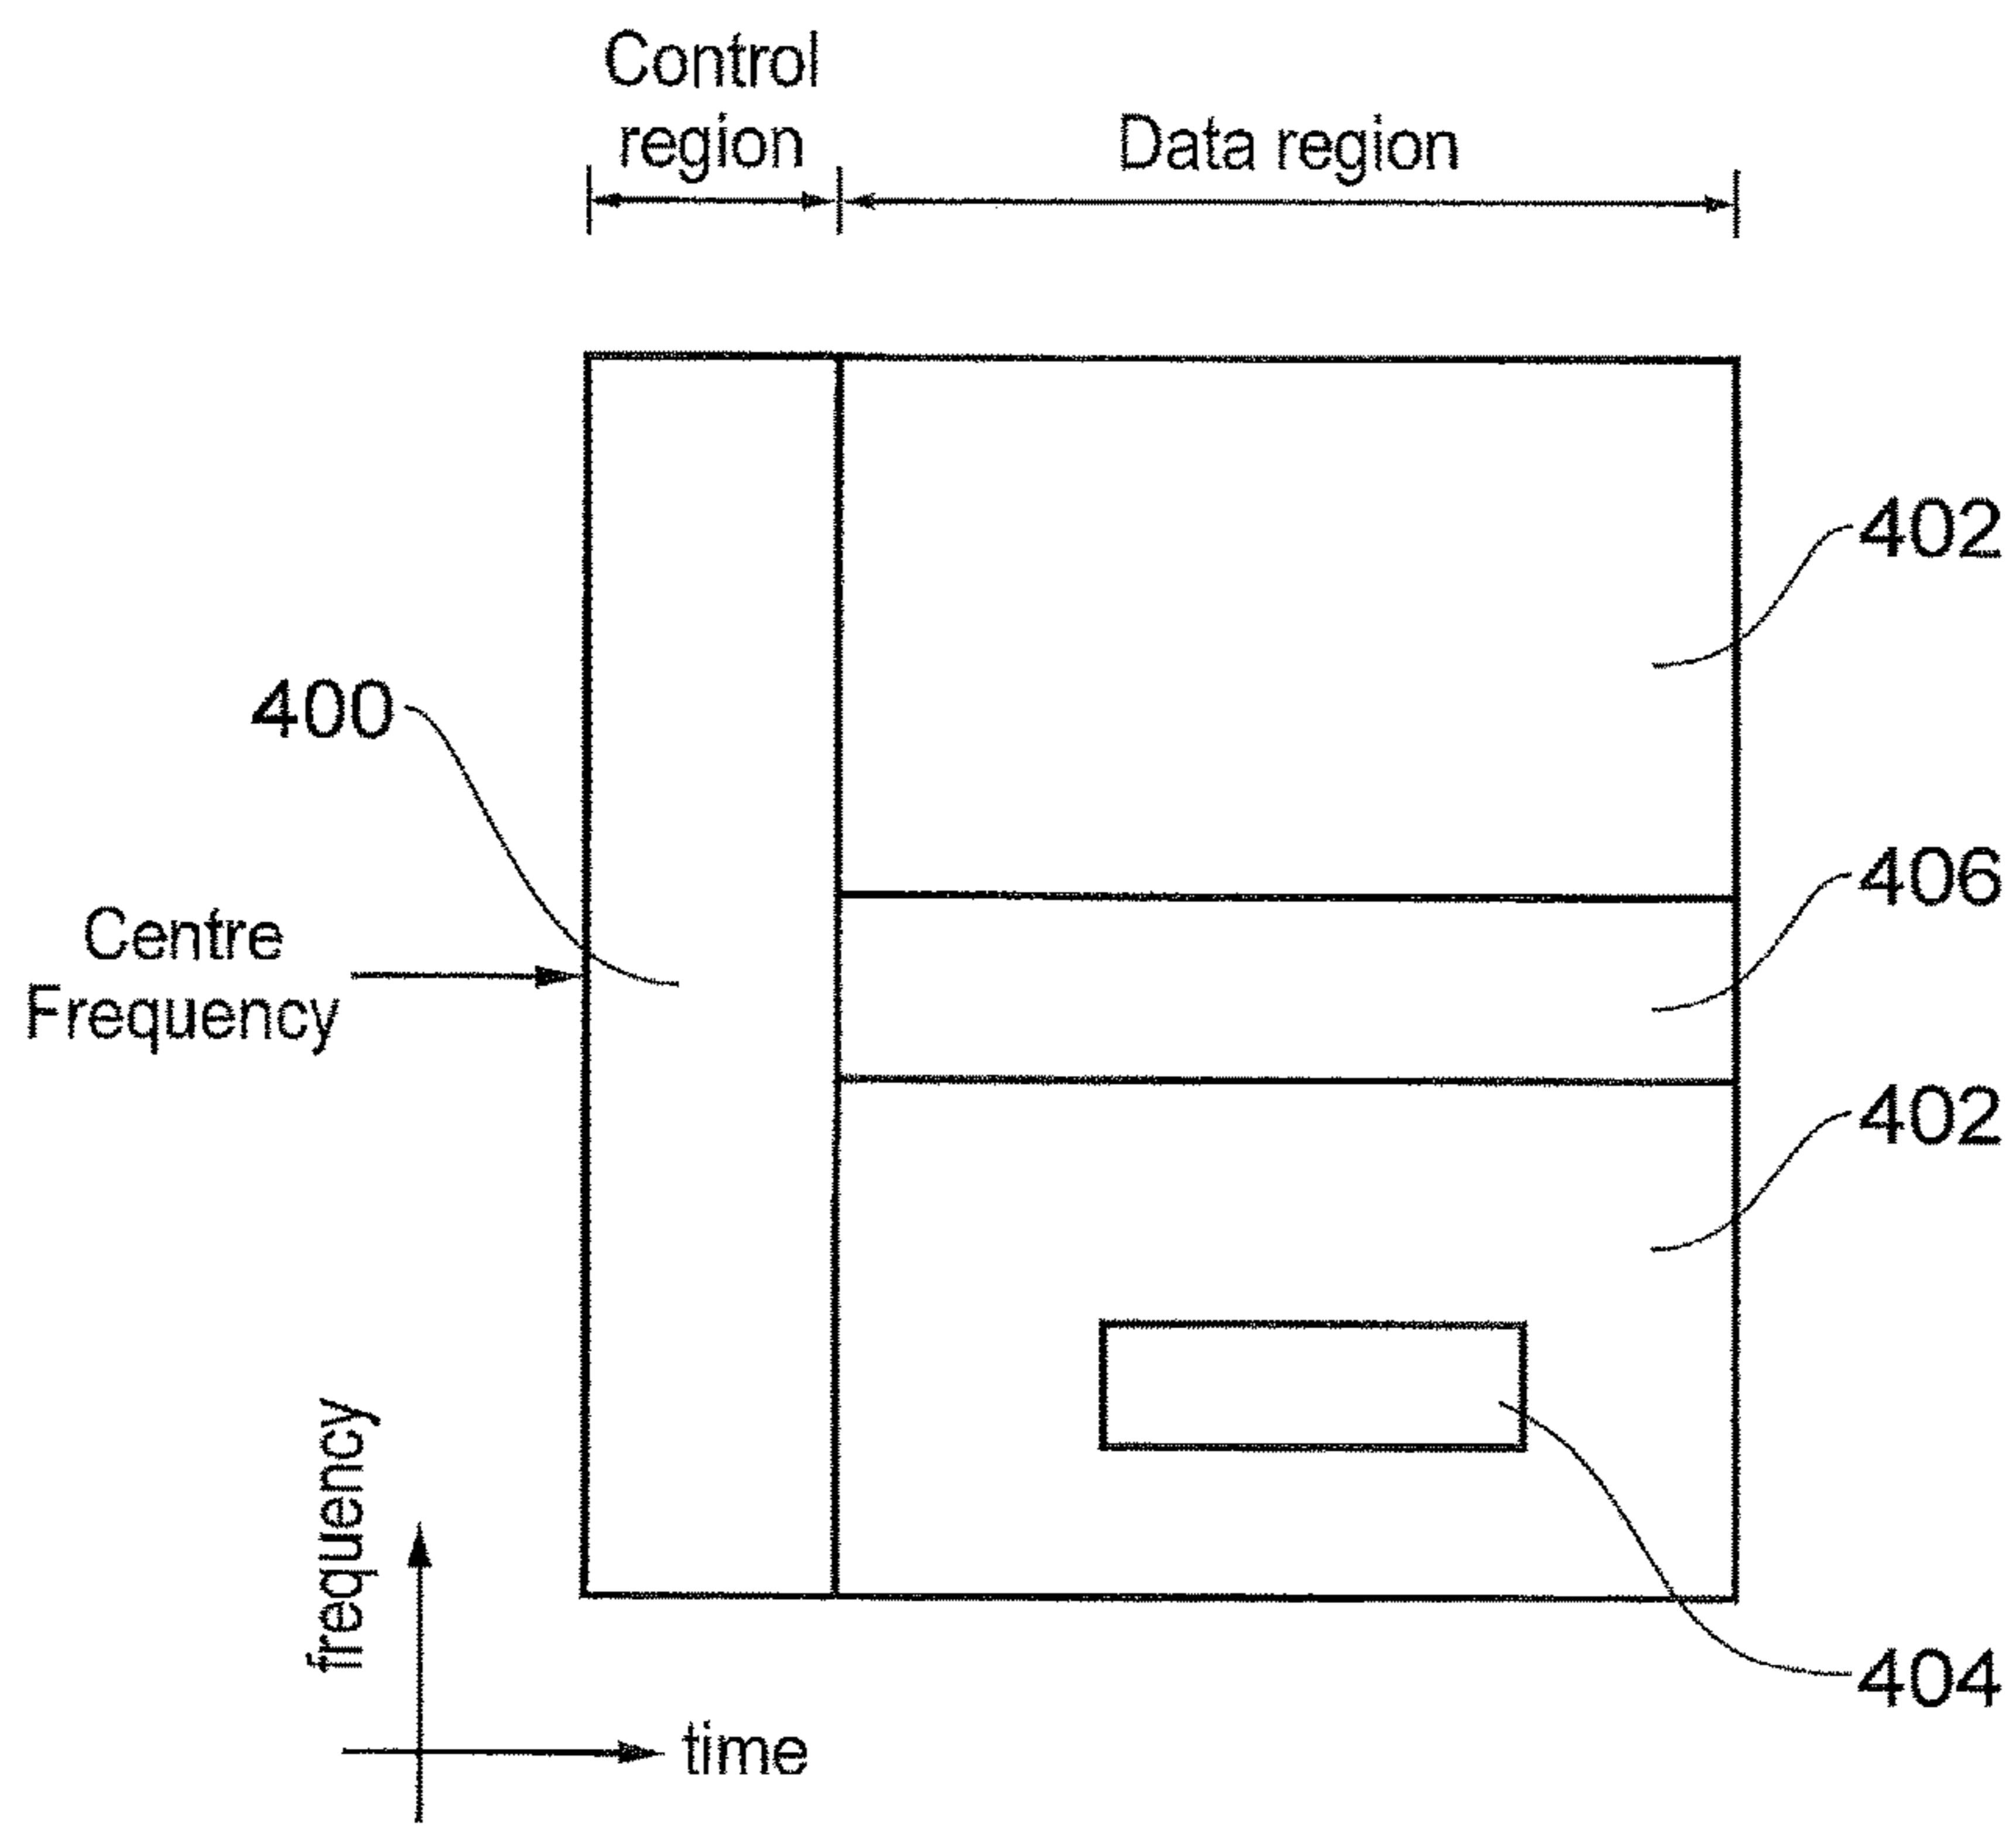 Control
region
Data region
402
400
406
Centre
Frequency
402
frequency
404
time